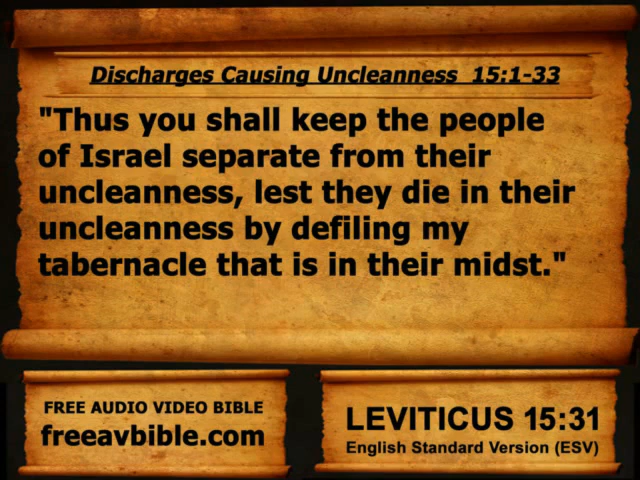 Discharges Causing Uncleanness  15:1-33
"Thus you shall keep the people
of Israel separate from their
uncleanness, lest they die in their
uncleanness by defiling my
tabernacle that is in their midst."
FREE AUDIO VIDEO BIBLE
freeavbible.com
LEVITICUS 15:31
English Standard Version (ESV)